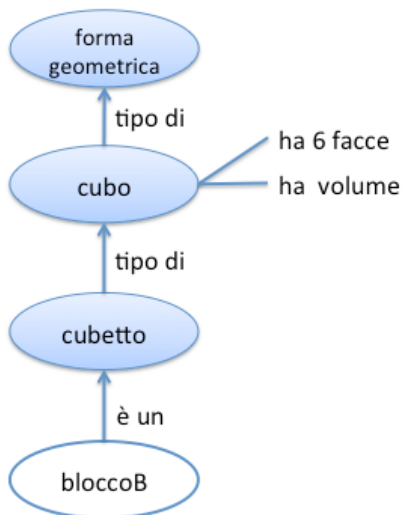 forma
geometrica
tipo di
ha 6 facce
cubo
ha volume
tipo di
cubetto
è un
bloccoB